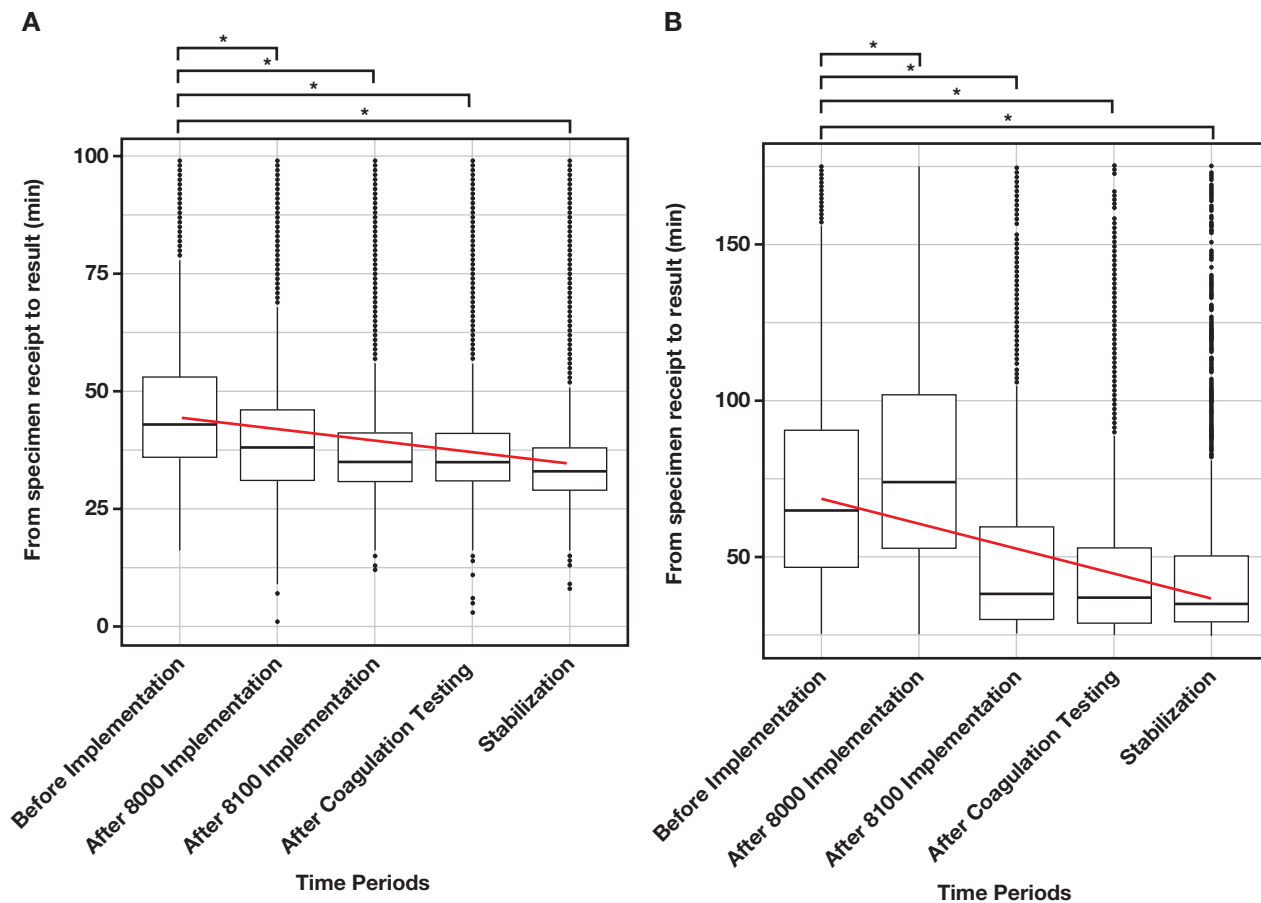 A
*
*
*
*
From specimen receipt to result (min)
100
75
50
25
0
Before Implementation
After 8000 Implementation
After 8100 Implementation
After Coagulation Testing
Stabilization
Time Periods
B
*
*
*
*
From specimen receipt to result (min)
150
100
50
Before Implementation
After 8000 Implementation
After 8100 Implementation
After Coagulation Testing
Stabilization
Time Periods